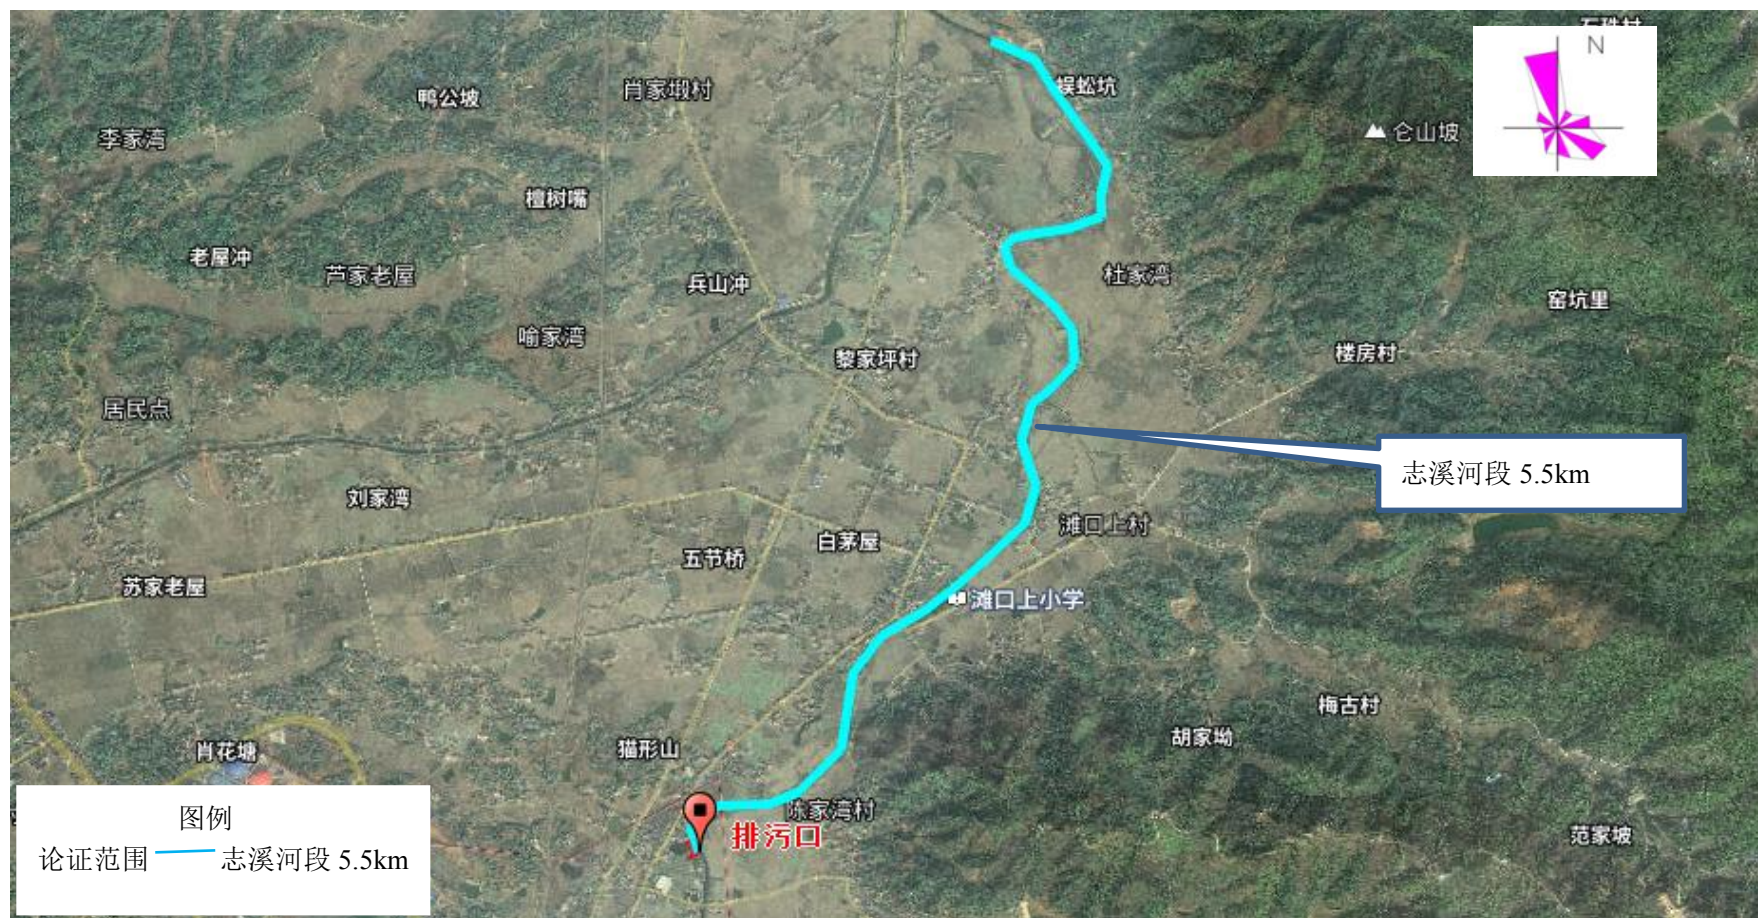 N
鸭公坡
肖家塅村
蜈蚣坑
李家湾
仑山坡
檀树嘴
老屋冲
芦家老屋
兵山冲
杜家湾
窑坑里
喻家湾
黎家坪村
楼房村
居民点
志溪河段 5.5km
刘家湾
滩口上村
白茅屋
五节桥
苏家老屋
滩口上小学
梅古村
胡家坳
猫形山
肖花塘
陈家湾村
排污口
范家坡
图例
论证范围 志溪河段 5.5km